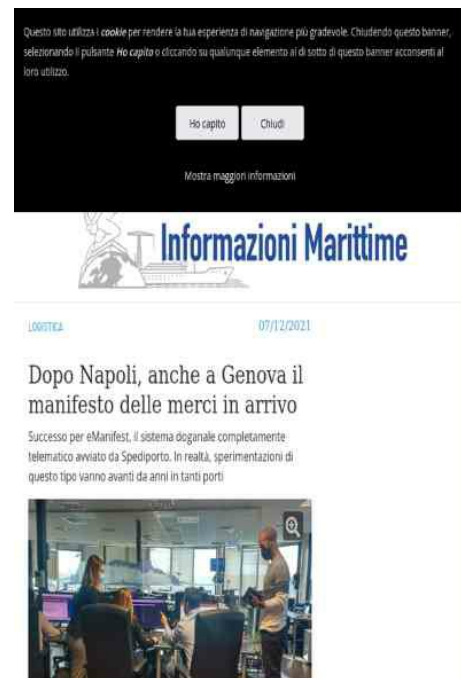 Questo sito utilizza i cookie per rendere la tua esperienza di navigazione più gradevole. Chiudendo questo banner,
selezionando il pulsante Ho capito o cliccando su qualunque elemento al di sotto di questo banner acconsenti al
loro utilizzo.
Ho capito
Chiudi
Mostra maggiori informazioni
Informazioni Marittime
LOGISTICA
07/12/2021
Dopo Napoli, anche a Genova il
manifesto delle merci in arrivo
Successo per eManifest, il sistema doganale completamente
telematico avviato da Spediporto. In realtà, sperimentazioni di
questo tipo vanno avanti da anni in tanti porti